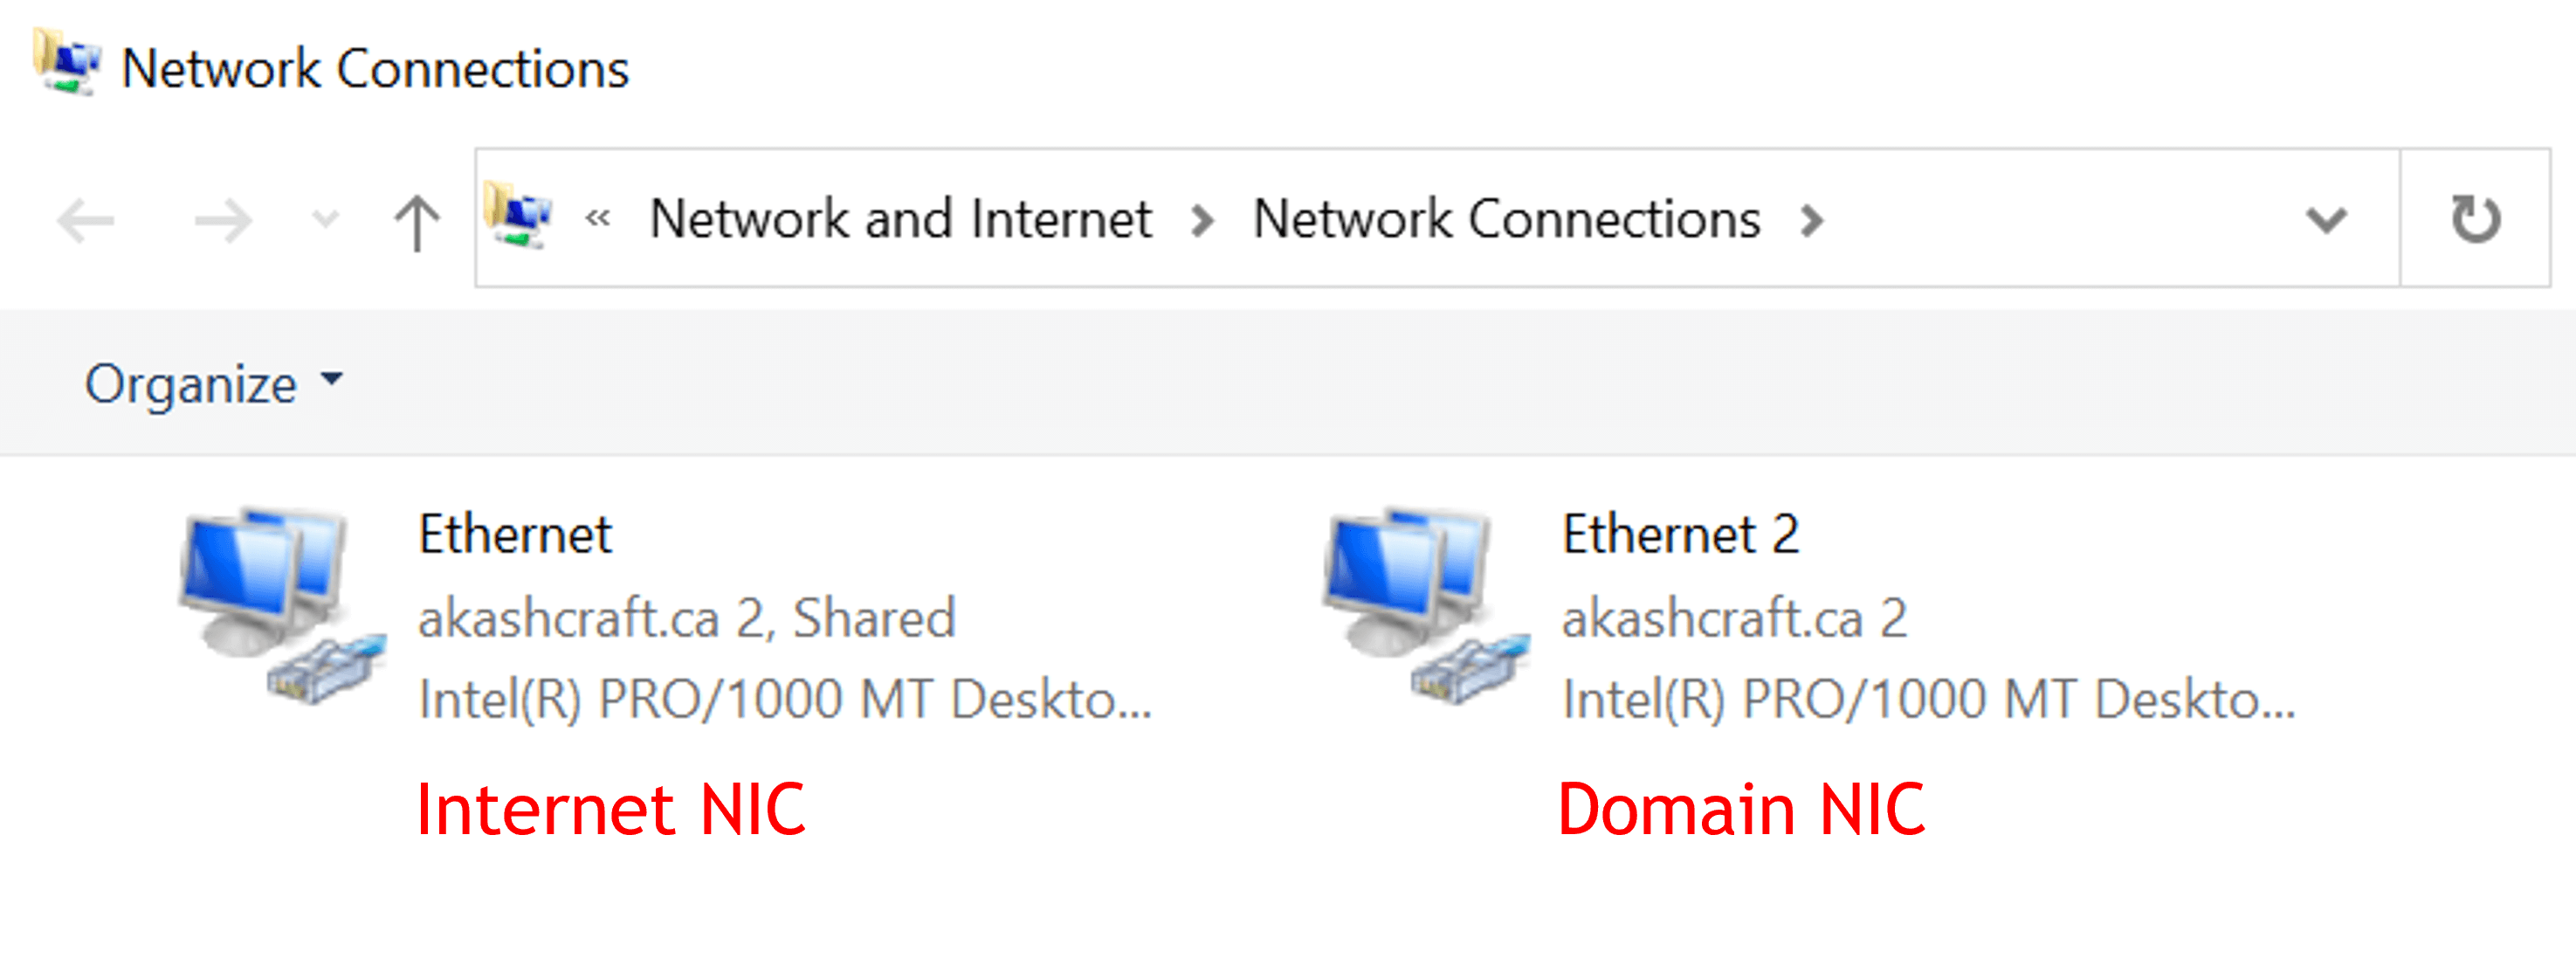 Network Connections
« Network and Internet > Network Connections >
Organize
Ethernet
akashcraft.ca 2, Shared
Intel(R) PRO/1000 MT Deskto...
Internet NIC
Ethernet 2
akashcraft.ca 2
Intel(R) PRO/1000 MT Deskto...
Domain NIC